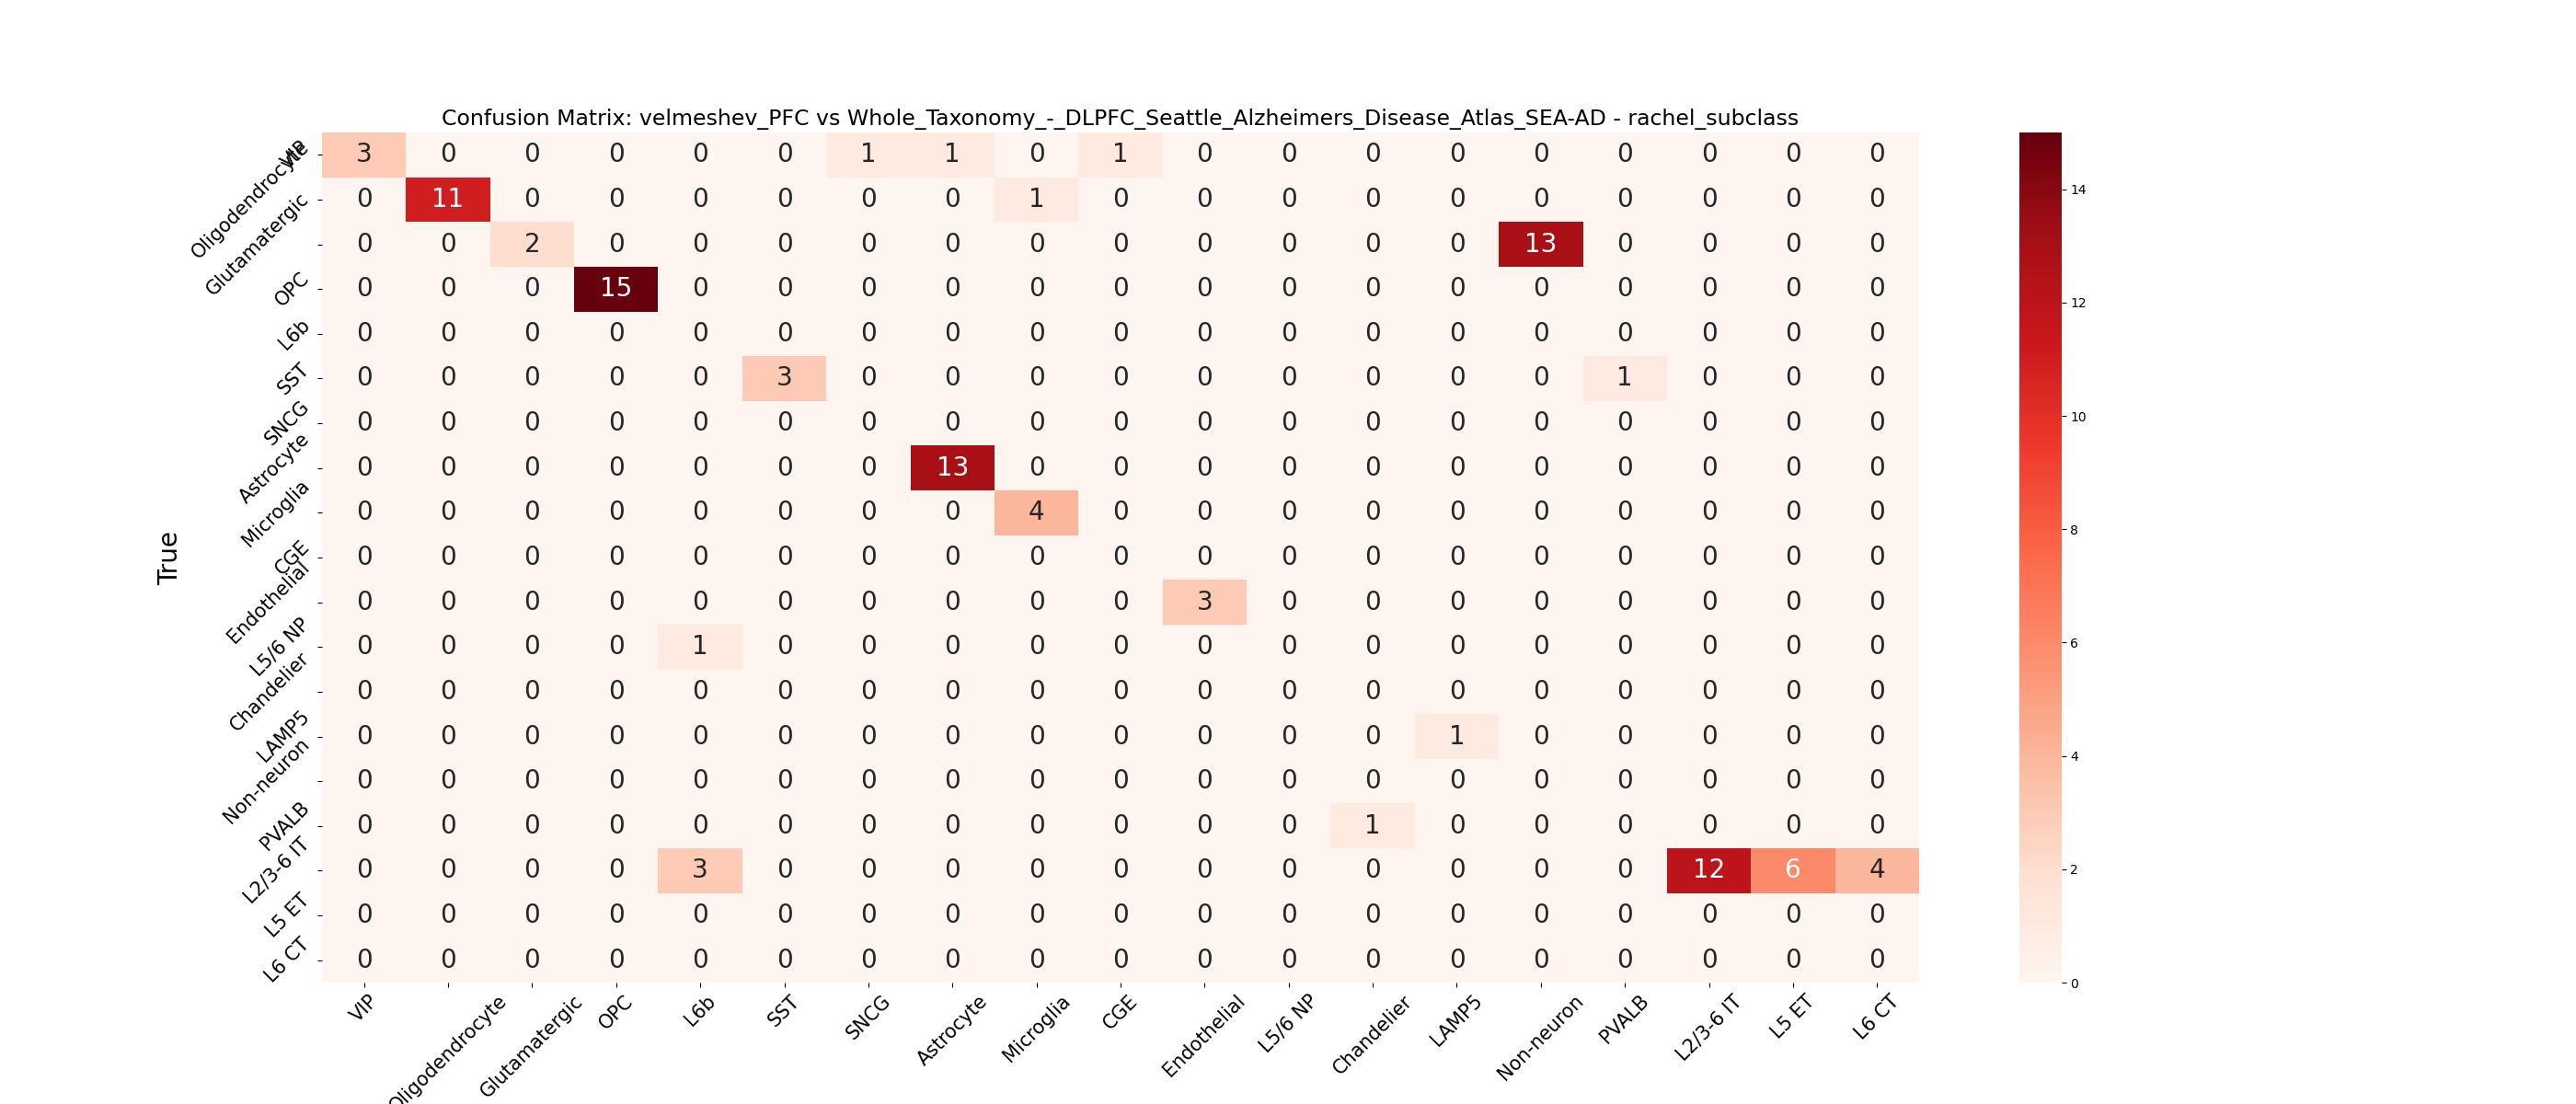 Confusion Matrix: velmeshev_PFC vs Whole_Taxonomy_-_DLPFC_Seattle_Alzheimers_Disease_Atlas_SEA-AD - rachel_subclass
True
VIP 3 0 0 0 0 0 1 1 0 1 0 0 0 0 0 0 0 0 0
Oligodendrocyte 0 11 0 0 0 0 0 0 1 0 0 0 0 0 0 0 0 0 0
Glutamatergic 0 0 2 0 0 0 0 0 0 0 0 0 0 0 13 0 0 0 0
OPC 0 0 0 15 0 0 0 0 0 0 0 0 0 0 0 0 0 0 0
L6b 0 0 0 0 0 0 0 0 0 0 0 0 0 0 0 0 0 0 0
SST 0 0 0 0 0 3 0 0 0 0 0 0 0 0 0 1 0 0 0
SNCG 0 0 0 0 0 0 0 0 0 0 0 0 0 0 0 0 0 0 0
Astrocyte 0 0 0 0 0 0 0 13 0 0 0 0 0 0 0 0 0 0 0
Microglia 0 0 0 0 0 0 0 0 4 0 0 0 0 0 0 0 0 0 0
CGE 0 0 0 0 0 0 0 0 0 0 0 0 0 0 0 0 0 0 0
Endothelial 0 0 0 0 0 0 0 0 0 0 3 0 0 0 0 0 0 0 0
L5/6 NP 0 0 0 0 1 0 0 0 0 0 0 0 0 0 0 0 0 0 0
Chandelier 0 0 0 0 0 0 0 0 0 0 0 0 0 0 0 0 0 0 0
LAMP5 0 0 0 0 0 0 0 0 0 0 0 0 0 1 0 0 0 0 0
Non-neuron 0 0 0 0 0 0 0 0 0 0 0 0 0 0 0 0 0 0 0
PVALB 0 0 0 0 0 0 0 0 0 0 0 0 1 0 0 0 0 0 0
L2/3-6 IT 0 0 0 0 3 0 0 0 0 0 0 0 0 0 0 0 12 6 4
L5 ET 0 0 0 0 0 0 0 0 0 0 0 0 0 0 0 0 0 0 0
L6 CT 0 0 0 0 0 0 0 0 0 0 0 0 0 0 0 0 0 0 0
VIP Oligodendrocyte Glutamatergic OPC L6b SST SNCG Astrocyte Microglia CGE Endothelial L5/6 NP Chandelier LAMP5 Non-neuron PVALB L2/3-6 IT L5 ET L6 CT
14
12
10
8
6
4
2
0